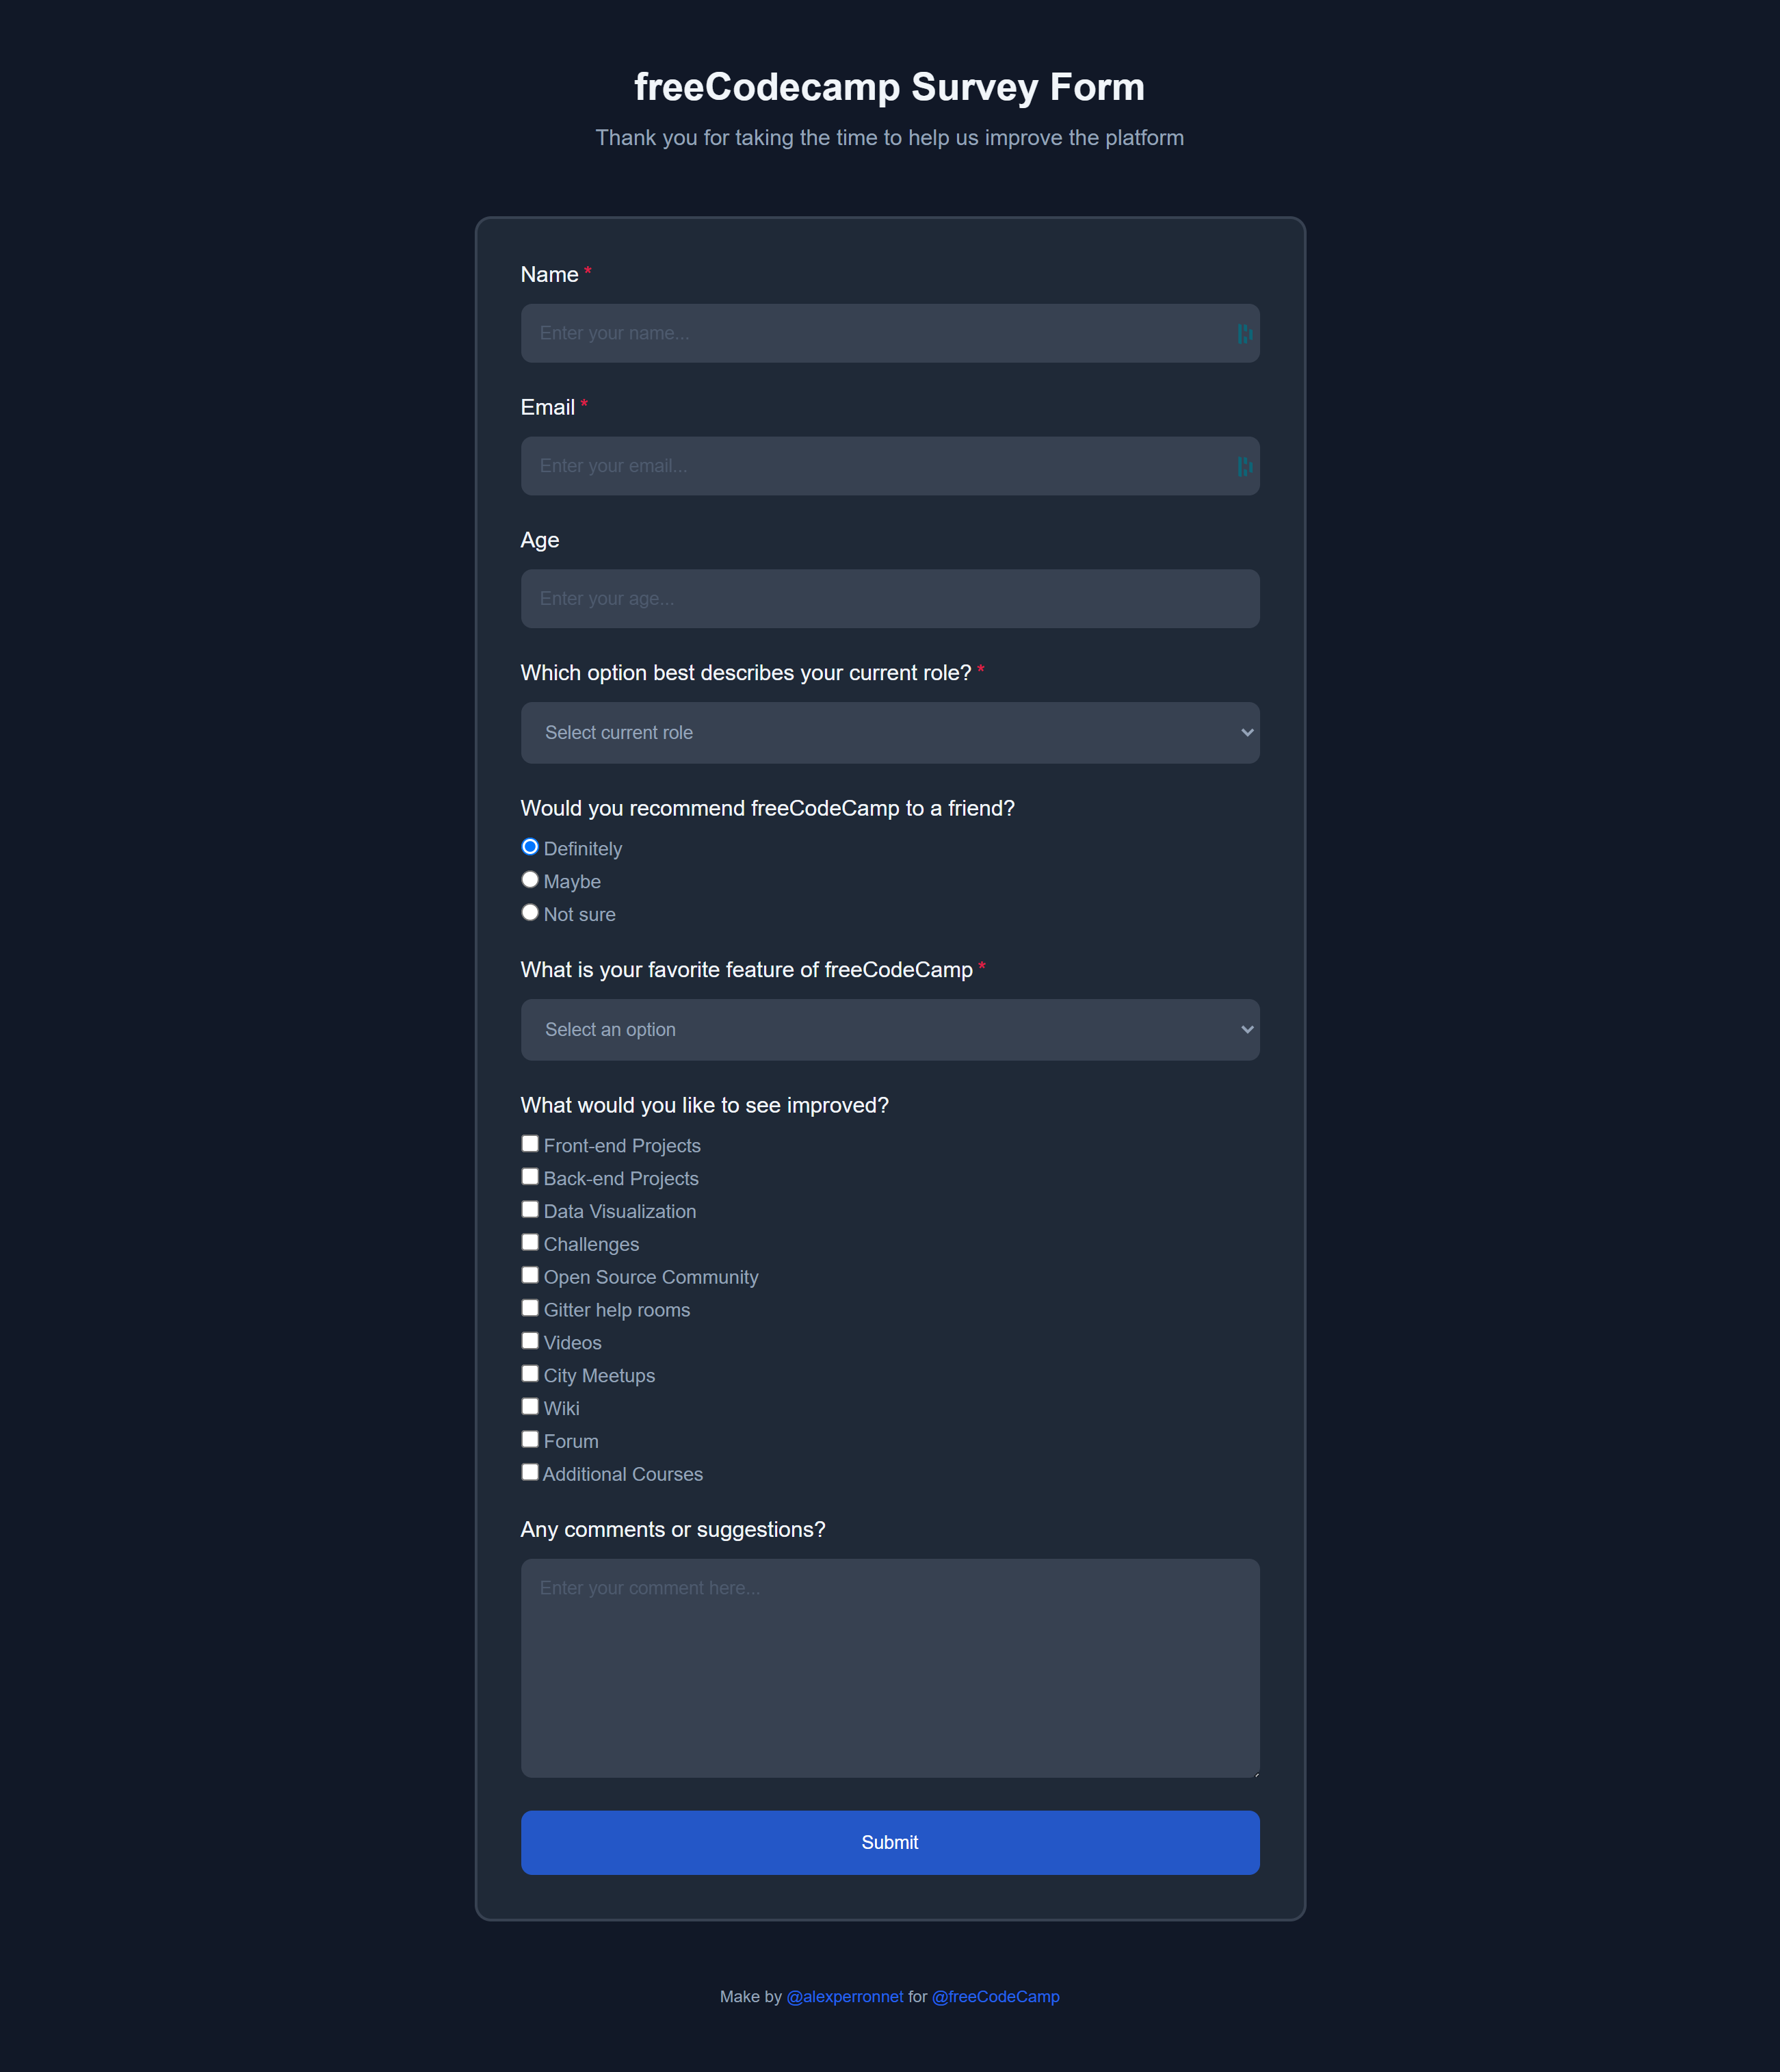 freeCodecamp Survey Form
Thank you for taking the time to help us improve the platform
Name *
Enter your name...
Email *
Enter your email...
Age
Enter your age...
Which option best describes your current role? *
Select current role
Would you recommend freeCodeCamp to a friend?
Definitely
Maybe
Not sure
What is your favorite feature of freeCodeCamp *
Select an option
What would you like to see improved?
Front-end Projects
Back-end Projects
Data Visualization
Challenges
Open Source Community
Gitter help rooms
Videos
City Meetups
Wiki
Forum
Additional Courses
Any comments or suggestions?
Enter your comment here...
Submit
Make by @alexperronnet for @freeCodeCamp